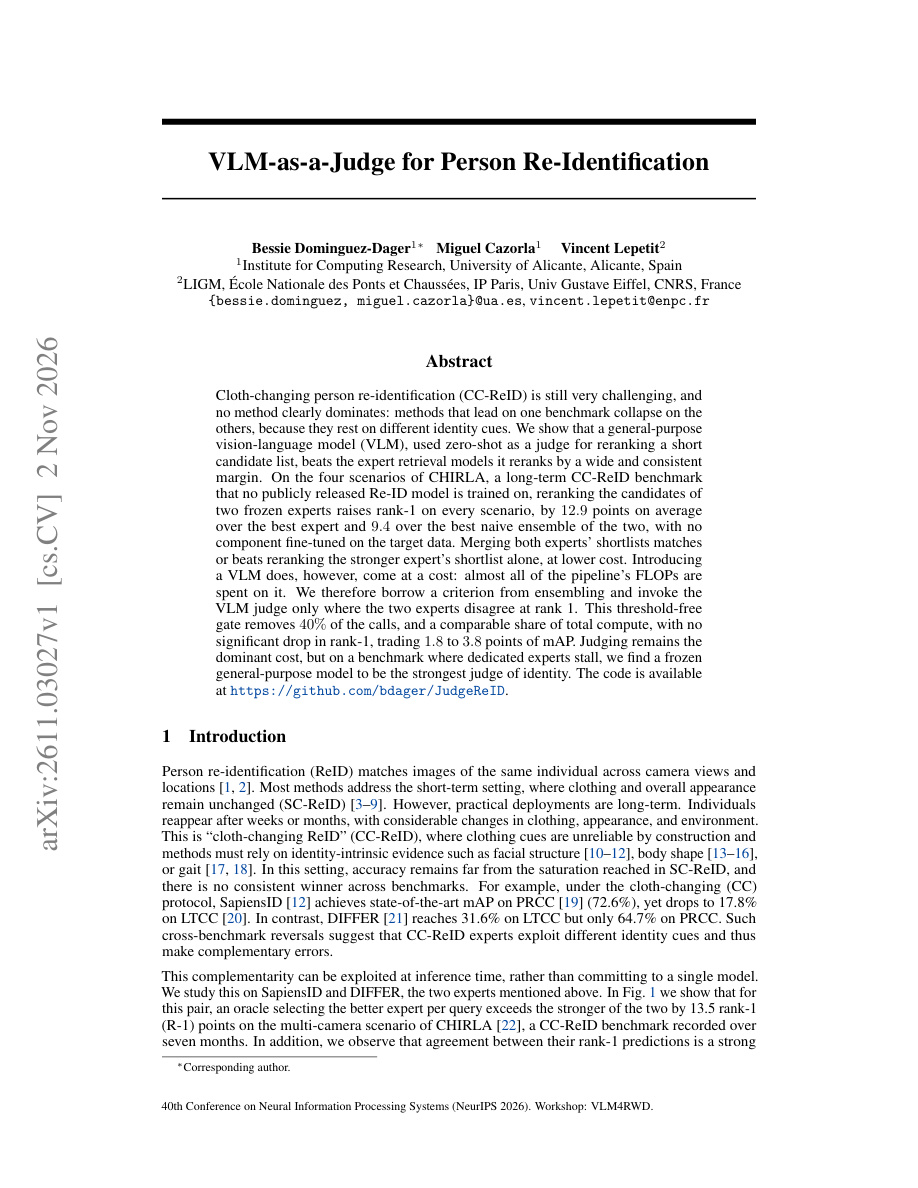 VLM-as-a-Judge for Person Re-Identification
Bessie Dominguez-Dager1∗ Miguel Cazorla1 Vincent Lepetit2
1Institute for Computing Research, University of Alicante, Alicante, Spain
2LIGM, École Nationale des Ponts et Chaussées, IP Paris, Univ Gustave Eiffel, CNRS, France
{bessie.dominguez, miguel.cazorla}@ua.es, vincent.lepetit@enpc.fr
Abstract
Cloth-changing person re-identification (CC-ReID) is still very challenging, and
no method clearly dominates: methods that lead on one benchmark collapse on the
others, because they rest on different identity cues. We show that a general-purpose
vision-language model (VLM), used zero-shot as a judge for reranking a short
candidate list, beats the expert retrieval models it reranks by a wide and consistent
margin. On the four scenarios of CHIRLA, a long-term CC-ReID benchmark
that no publicly released Re-ID model is trained on, reranking the candidates of
two frozen experts raises rank-1 on every scenario, by 12.9 points on average
over the best expert and 9.4 over the best naive ensemble of the two, with no
component fine-tuned on the target data. Merging both experts' shortlists matches
or beats reranking the stronger expert's shortlist alone, at lower cost. Introducing
a VLM does, however, come at a cost: almost all of the pipeline's FLOPs are
spent on it. We therefore borrow a criterion from ensembling and invoke the
VLM judge only where the two experts disagree at rank 1. This threshold-free
gate removes 40% of the calls, and a comparable share of total compute, with no
significant drop in rank-1, trading 1.8 to 3.8 points of mAP. Judging remains the
dominant cost, but on a benchmark where dedicated experts stall, we find a frozen
general-purpose model to be the strongest judge of identity. The code is available
at https://github.com/bdager/JudgeReID.
1 Introduction
Person re-identification (ReID) matches images of the same individual across camera views and
locations [1, 2]. Most methods address the short-term setting, where clothing and overall appearance
remain unchanged (SC-ReID) [3–9]. However, practical deployments are long-term. Individuals
reappear after weeks or months, with considerable changes in clothing, appearance, and environment.
This is “cloth-changing ReID” (CC-ReID), where clothing cues are unreliable by construction and
methods must rely on identity-intrinsic evidence such as facial structure [10–12], body shape [13–16],
or gait [17, 18]. In this setting, accuracy remains far from the saturation reached in SC-ReID, and
there is no consistent winner across benchmarks. For example, under the cloth-changing (CC)
protocol, SapiensID [12] achieves state-of-the-art mAP on PRCC [19] (72.6%), yet drops to 17.8%
on LTCC [20]. In contrast, DIFFER [21] reaches 31.6% on LTCC but only 64.7% on PRCC. Such
cross-benchmark reversals suggest that CC-ReID experts exploit different identity cues and thus
make complementary errors.
This complementarity can be exploited at inference time, rather than committing to a single model.
We study this on SapiensID and DIFFER, the two experts mentioned above. In Fig. 1 we show that for
this pair, an oracle selecting the better expert per query exceeds the stronger of the two by 13.5 rank-1
(R-1) points on the multi-camera scenario of CHIRLA [22], a CC-ReID benchmark recorded over
seven months. In addition, we observe that agreement between their rank-1 predictions is a strong
∗Corresponding author.
40th Conference on Neural Information Processing Systems (NeurIPS 2026). Workshop: VLM4RWD.
arXiv:2611.03027v1 [cs.CV] 2 Nov 2026